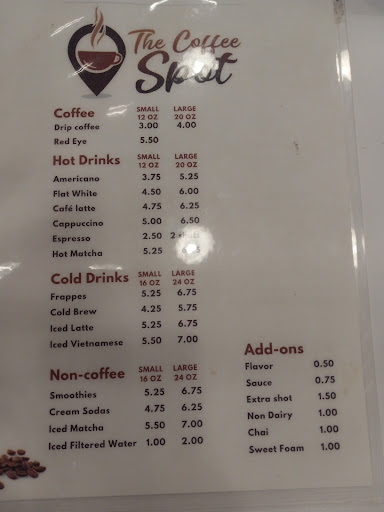 The Coffee
Spot
Coffee SMALL 12 OZ LARGE 20 OZ
Drip coffee 3.00 4.00
Red Eye 5.50
Hot Drinks SMALL 12 OZ LARGE 20 OZ
Americano 3.75 5.25
Flat White 4.50 6.00
Café latte 4.75 6.25
Cappuccino 5.00 6.50
Espresso 2.50 2
Hot Matcha 5.25
Cold Drinks SMALL 16 OZ LARGE 24 OZ
Frappes 5.25 6.75
Cold Brew 4.25 5.75
Iced Latte 5.25 6.75
Iced Vietnamese 5.50 7.00
Non-coffee SMALL 16 OZ LARGE 24 OZ
Smoothies 5.25 6.75
Cream Sodas 4.75 6.25
Iced Matcha 5.50 7.00
Iced Filtered Water 1.00 2.00
Add-ons
Flavor 0.50
Sauce 0.75
Extra shot 1.50
Non Dairy 1.00
Chai 1.00
Sweet Foam 1.00